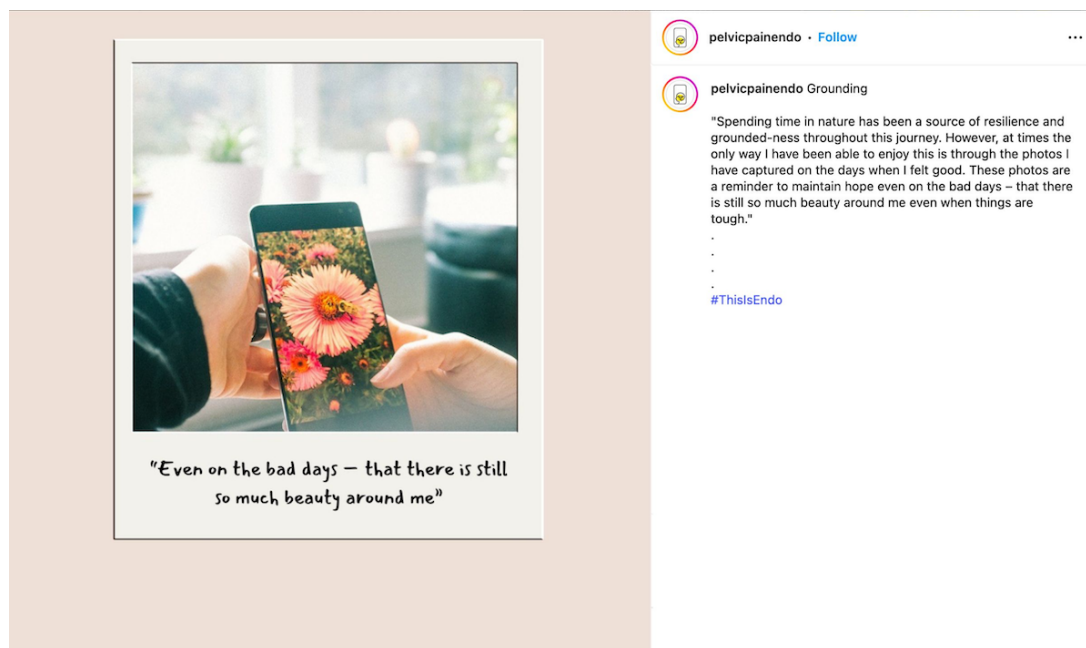 "Even on the bad days – that there is still
so much beauty around me"
pelvicpainendo · Follow
pelvicpainendo Grounding
"Spending time in nature has been a source of resilience and
grounded-ness throughout this journey. However, at times the
only way I have been able to enjoy this is through the photos I
have captured on the days when I felt good. These photos are
a reminder to maintain hope even on the bad days – that there
is still so much beauty around me even when things are
tough."
.
.
.
.
#ThisIsEndo